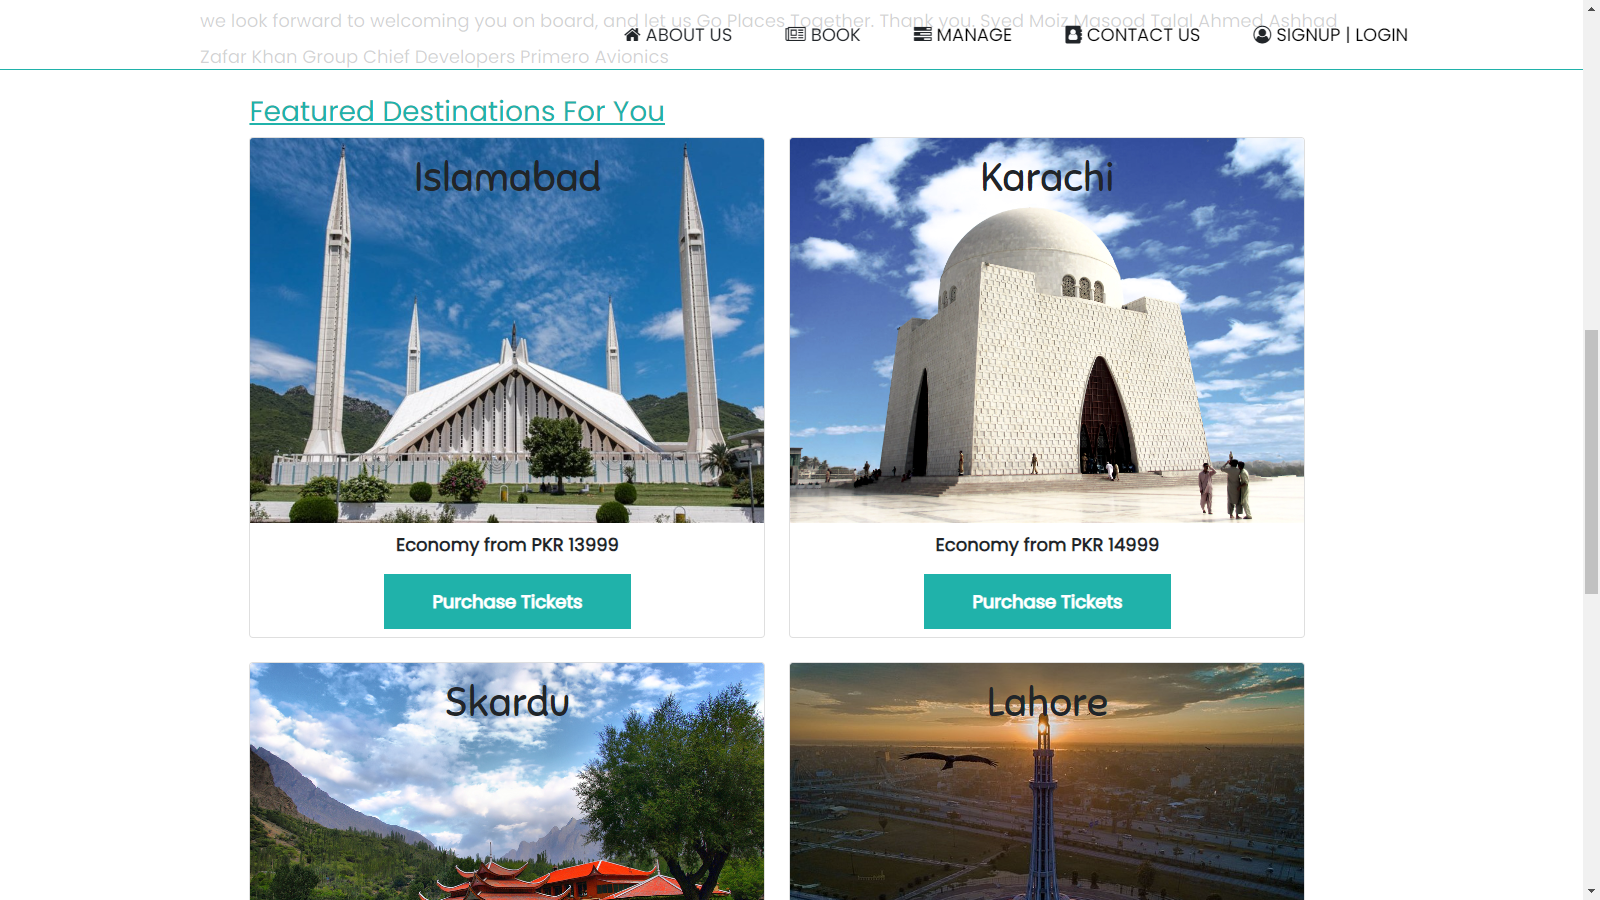 we look forward to welcoming you on board, and let us Go Places Together. Thank you. Syed Moiz Masood Talal Ahmed Ashhad
ABOUT US BOOK MANAGE CONTACT US SIGNUP | LOGIN
Zafar Khan Group Chief Developers Primero Avionics
Featured Destinations For You
Islamabad
Karachi
Economy from PKR 13999
Economy from PKR 14999
Purchase Tickets
Purchase Tickets
Skardu
Lahore